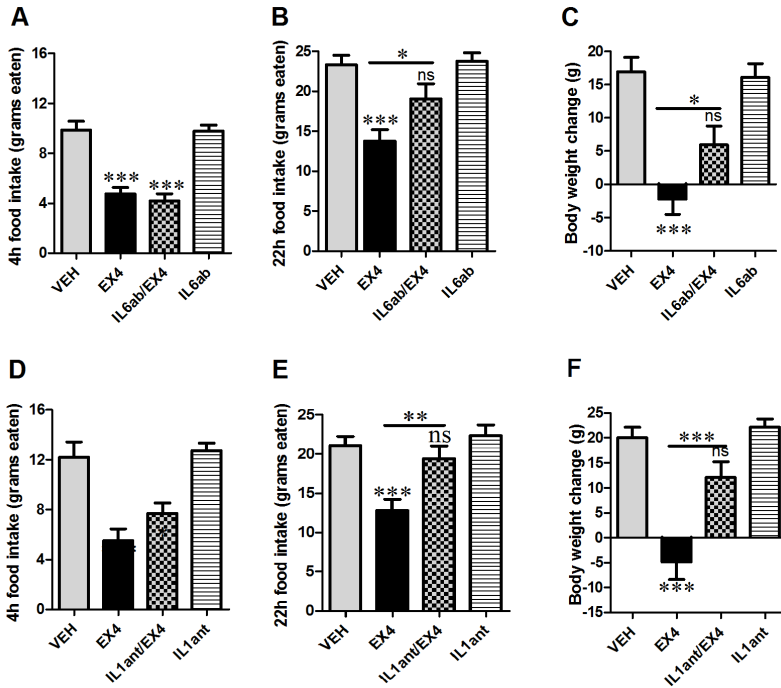 A
4h food intake (grams eaten)
16
12
8
4
0
***
***
VEH
EX4
IL6ab/EX4
IL6ab
B
22h food intake (grams eaten)
25
20
15
10
5
0
*
ns
***
VEH
EX4
IL6ab/EX4
IL6ab
C
Body weight change (g)
20
15
10
5
0
-5
-10
*
ns
***
VEH
EX4
IL6ab/EX4
IL6ab
D
4h food intake (grams eaten)
16
12
8
4
0
VEH
EX4
IL1ant/EX4
IL1ant
E
22h food intake (grams eaten)
25
20
15
10
5
0
**
ns
***
VEH
EX4
IL1ant/EX4
IL1ant
F
Body weight change (g)
25
20
15
10
5
0
-5
-10
-15
***
ns
***
VEH
EX4
IL1ant/EX4
IL1ant